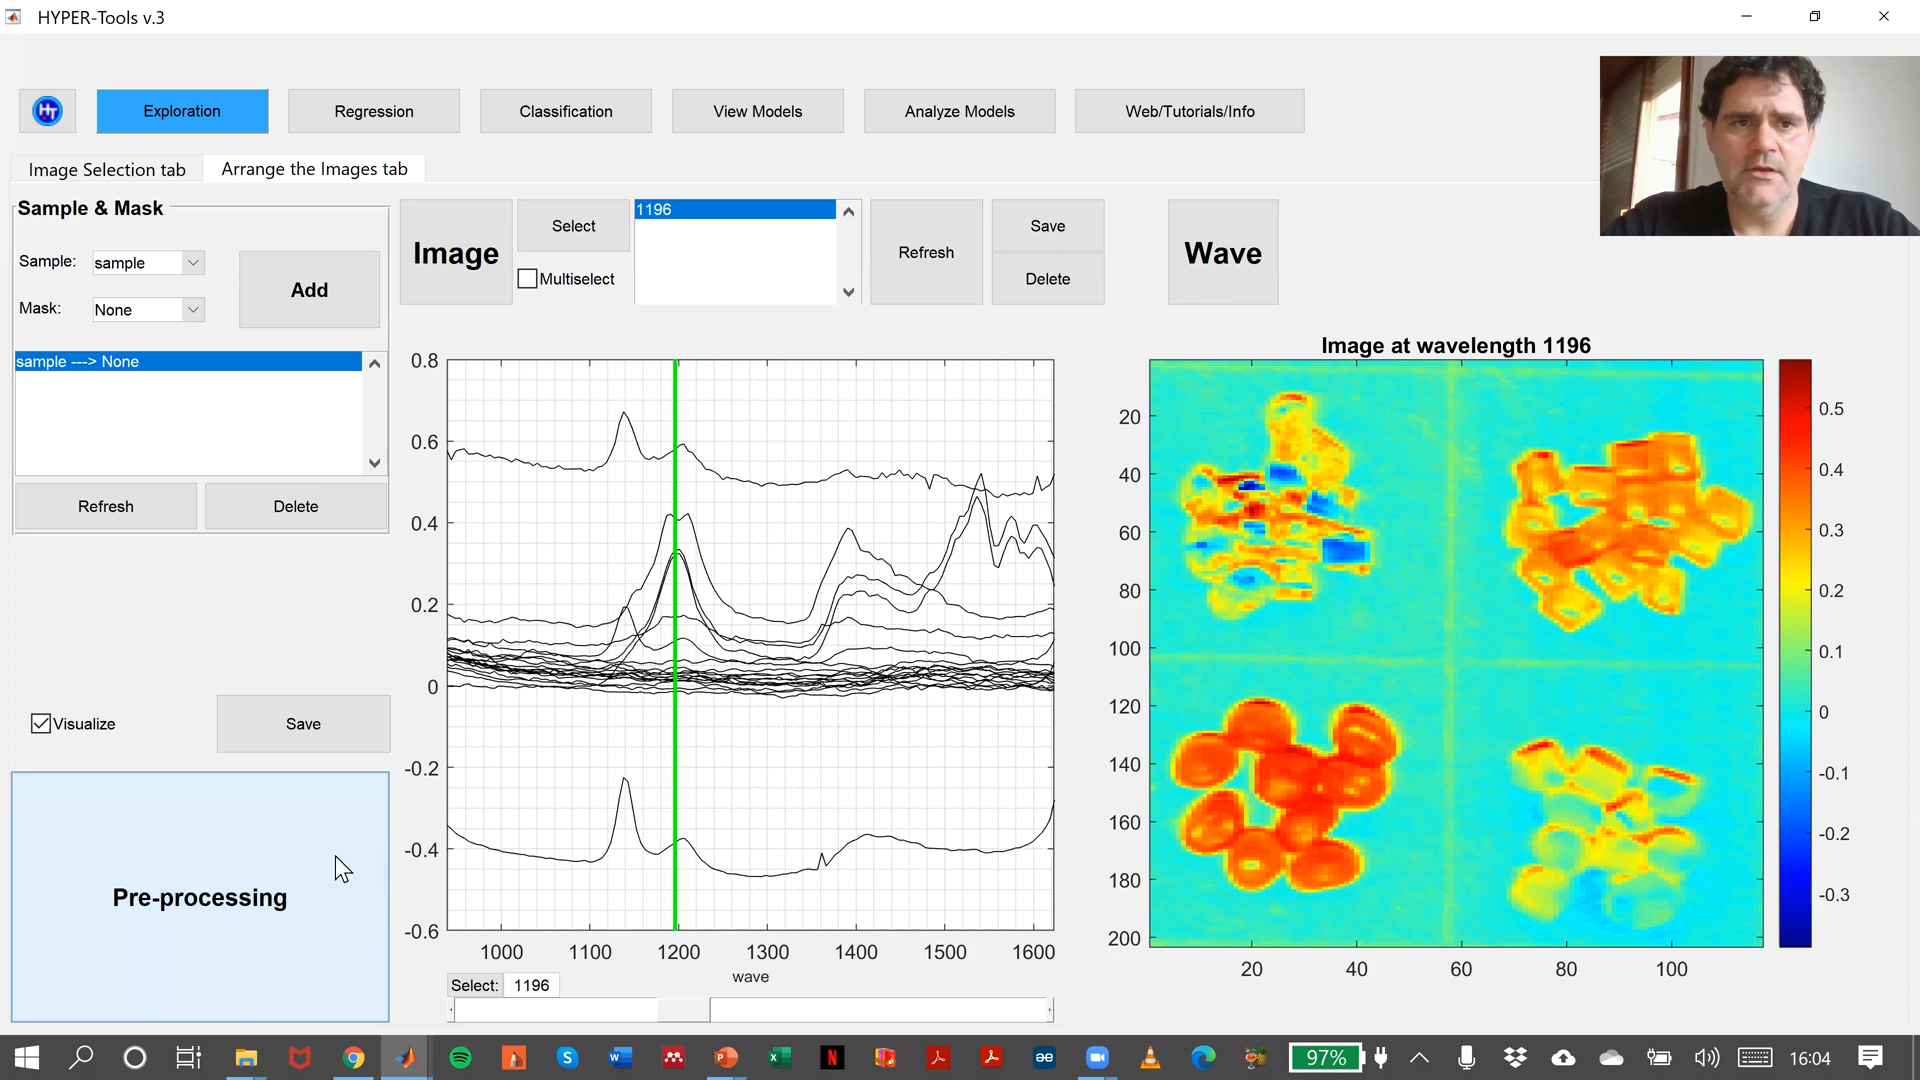 HYPER-Tools v.3
HT
Exploration
Regression
Classification
View Models
Analyze Models
Web/Tutorials/Info
Image Selection tab
Arrange the Images tab
Sample & Mask
Sample:
sample
Mask:
None
Add
sample ---> None
Refresh
Delete
Visualize
Save
Pre-processing
Image
Select
Multiselect
1196
Refresh
Save
Delete
Wave
0.8
0.6
0.4
0.2
0
-0.2
-0.4
-0.6
1000 1100 1200 1300 1400 1500 1600
wave
Select: 1196
Image at wavelength 1196
20
40
60
80
100
120
140
160
180
200
20 40 60 80 100
0.5
0.4
0.3
0.2
0.1
0
-0.1
-0.2
-0.3
97%
16:04